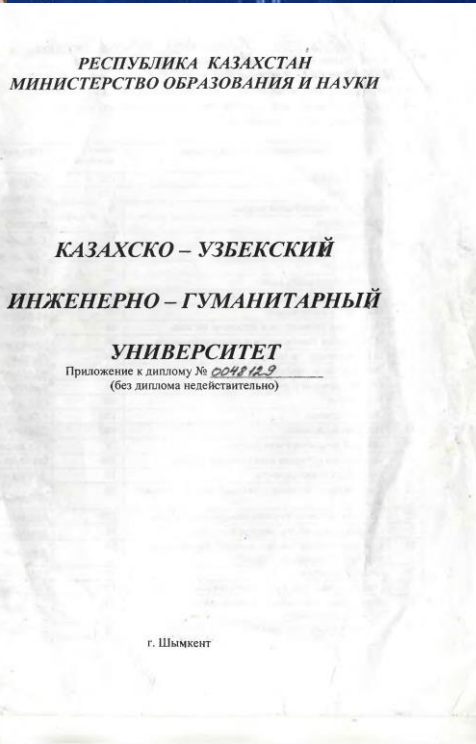 РЕСПУБЛИКА КАЗАХСТАН
МИНИСТЕРСТВО ОБРАЗОВАНИЯ И НАУКИ
КАЗАХСКО – УЗБЕКСКИЙ
ИНЖЕНЕРНО – ГУМАНИТАРНЫЙ
УНИВЕРСИТЕТ
Приложение к диплому № 0048129
(без диплома недействительно)
г. Шымкент